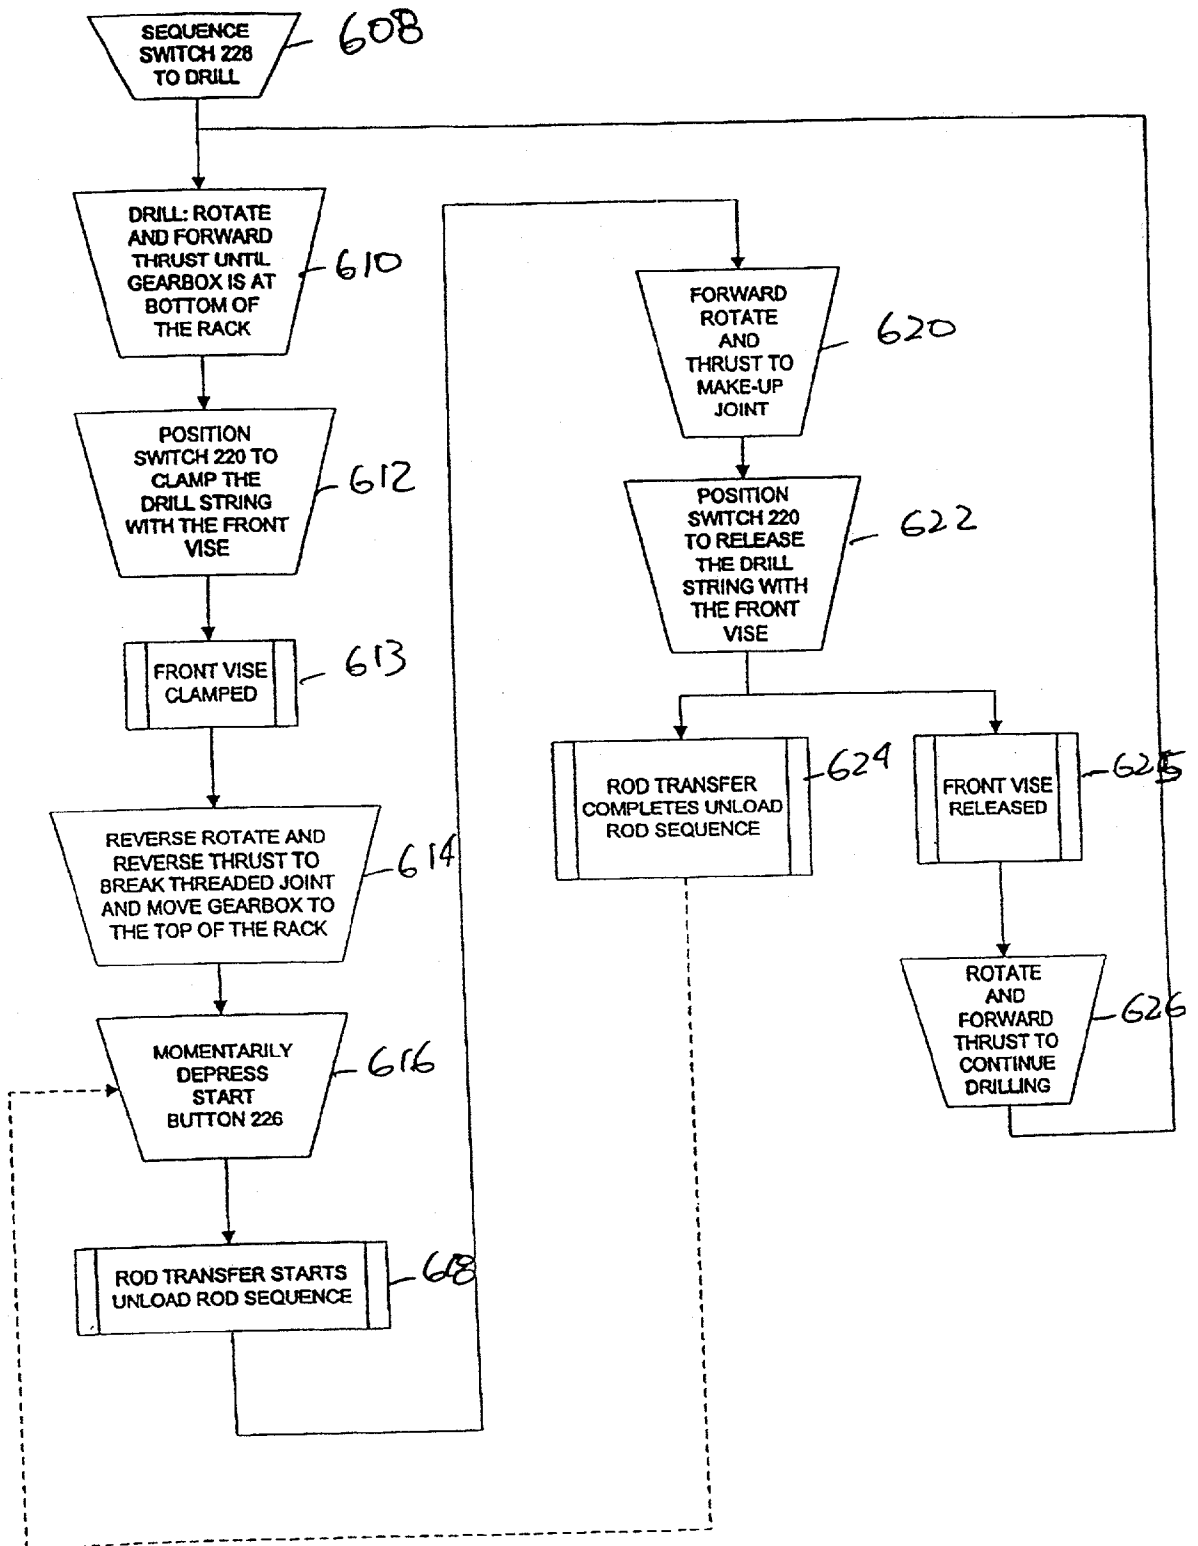 SEQUENCE
SWITCH 228
TO DRILL
608
DRILL: ROTATE
AND FORWARD
THRUST UNTIL
GEARBOX IS AT
BOTTOM OF
THE RACK
610
POSITION
SWITCH 220 TO
CLAMP THE
DRILL STRING
WITH THE FRONT
VISE
612
FRONT VISE
CLAMPED
613
REVERSE ROTATE AND
REVERSE THRUST TO
BREAK THREADED JOINT
AND MOVE GEARBOX TO
THE TOP OF THE RACK
614
MOMENTARILY
DEPRESS
START
BUTTON 226
616
ROD TRANSFER STARTS
UNLOAD ROD SEQUENCE
618
FORWARD
ROTATE
AND
THRUST TO
MAKE-UP
JOINT
620
POSITION
SWITCH 220
TO RELEASE
THE DRILL
STRING WITH
THE FRONT
VISE
622
ROD TRANSFER
COMPLETES UNLOAD
ROD SEQUENCE
624
FRONT VISE
RELEASED
625
ROTATE
AND
FORWARD
THRUST TO
CONTINUE
DRILLING
626